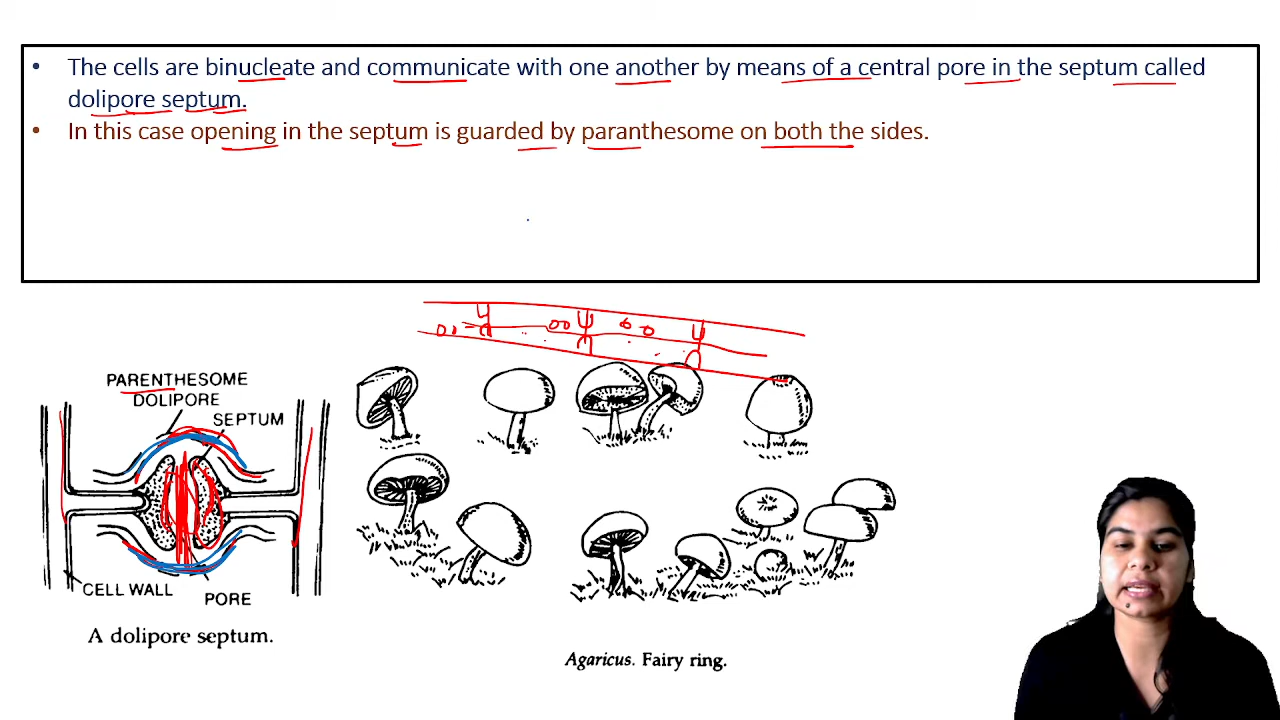 • The cells are binucleate and communicate with one another by means of a central pore in the septum called
dolipore septum.
• In this case opening in the septum is guarded by paranthesome on both the sides.
PARENTHESOME
DOLIPORE
SEPTUM
CELL WALL
PORE
A dolipore septum.
Agaricus. Fairy ring.